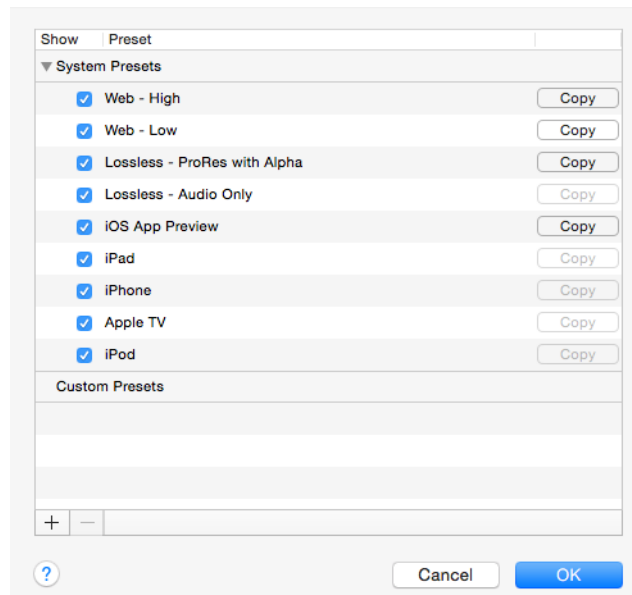 Show Preset
System Presets
Web - High Copy
Web - Low Copy
Lossless - ProRes with Alpha Copy
Lossless - Audio Only Copy
iOS App Preview Copy
iPad Copy
iPhone Copy
Apple TV Copy
iPod Copy
Custom Presets
+ −
? Cancel OK